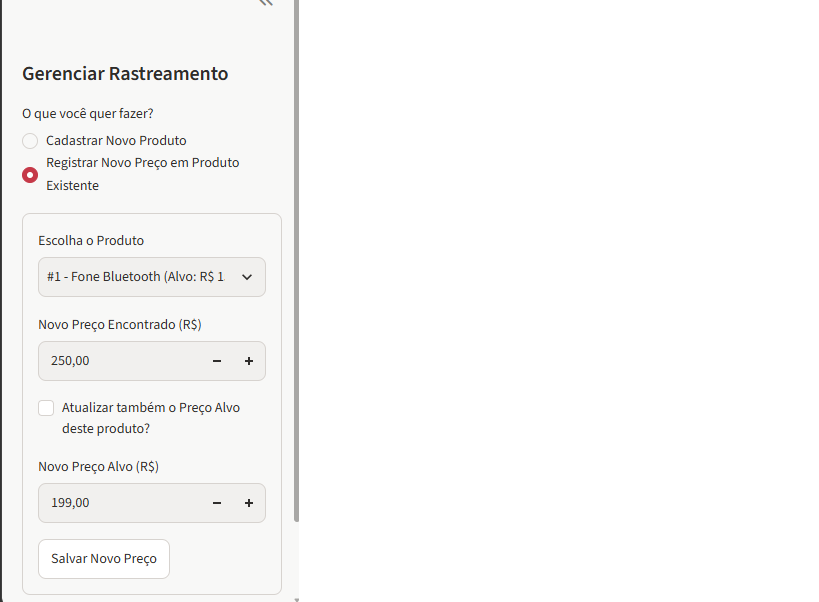 Gerenciar Rastreamento
O que você quer fazer?
Cadastrar Novo Produto
Registrar Novo Preço em Produto
Existente
Escolha o Produto
#1 - Fone Bluetooth (Alvo: R$ 1
Novo Preço Encontrado (R$)
250,00
Atualizar também o Preço Alvo
deste produto?
Novo Preço Alvo (R$)
199,00
Salvar Novo Preço